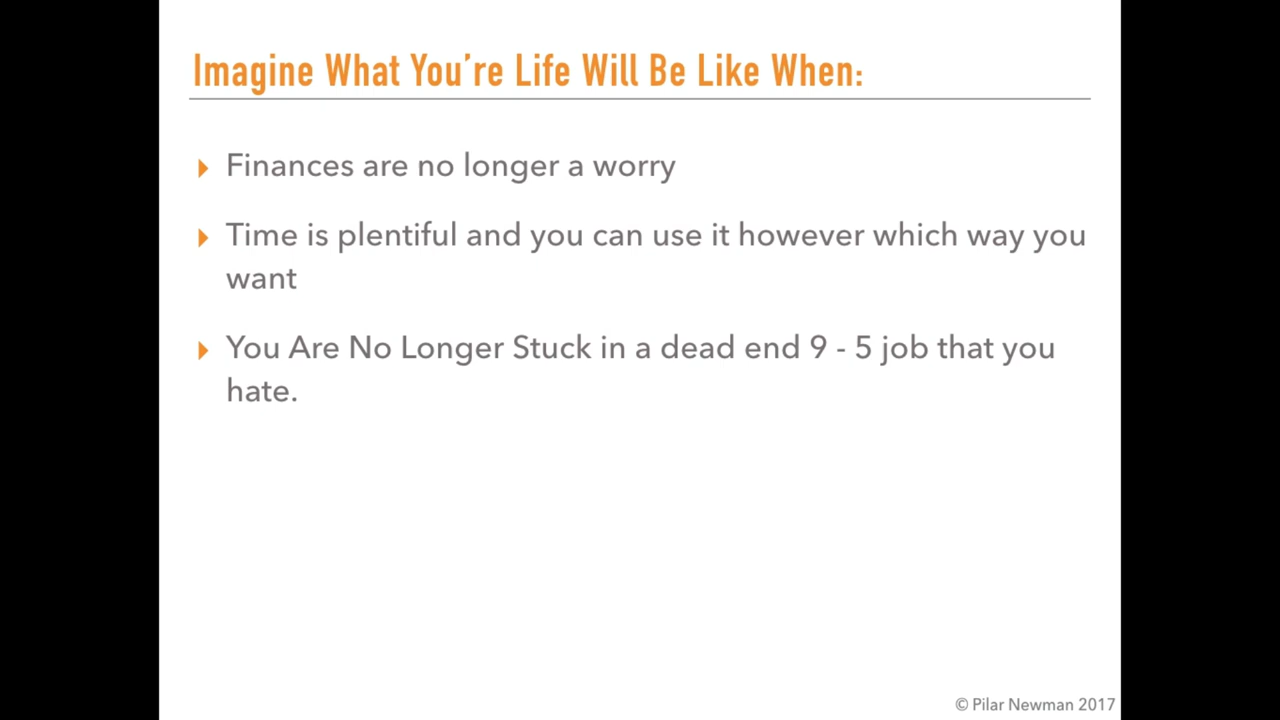 Imagine What You’re Life Will Be Like When:
Finances are no longer a worry
Time is plentiful and you can use it however which way you
want
You Are No Longer Stuck in a dead end 9 - 5 job that you
hate.
© Pilar Newman 2017